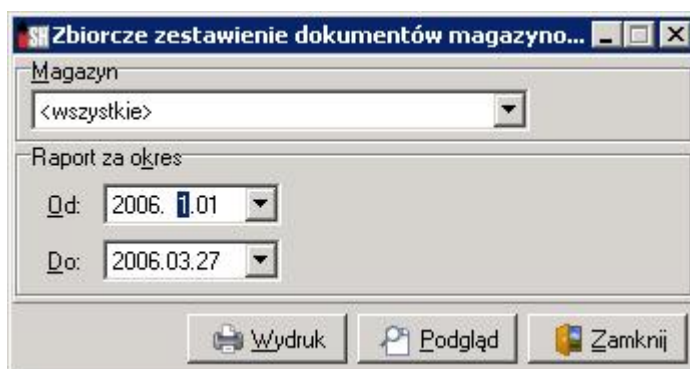 SH Zbiorcze zestawienie dokumentów magazyno...
Magazyn
<wszystkie>
Raport za okres
Od: 2006. 1.01
Do: 2006.03.27
Wydruk Podgląd Zamknij